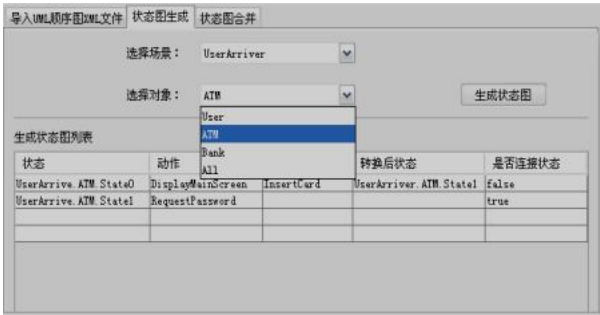 导入UML顺序图XML文件 状态图生成 状态图合并
选择场景： UserArriver
选择对象： ATM 生成状态图
User
ATM
Bank
All
生成状态图列表
状态 动作 转换后状态 是否连接状态
UserArrive.ATM.State0 DisplayMainScreen InsertCard UserArriver.ATM.State1 false
UserArrive.ATM.State1 RequestPassword true